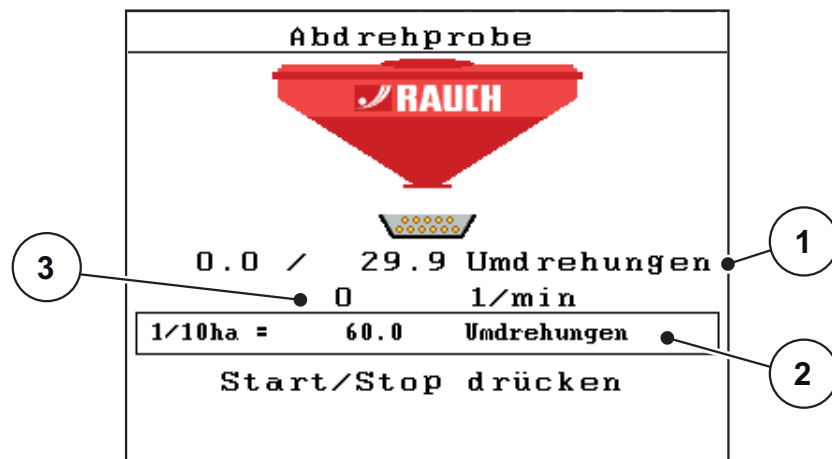 Abdrehprobe
RAUCH
0.0 / 29.9 Umdrehungen
1
3
0 1/min
1/10ha = 60.0 Umdrehungen
2
Start/Stop drücken